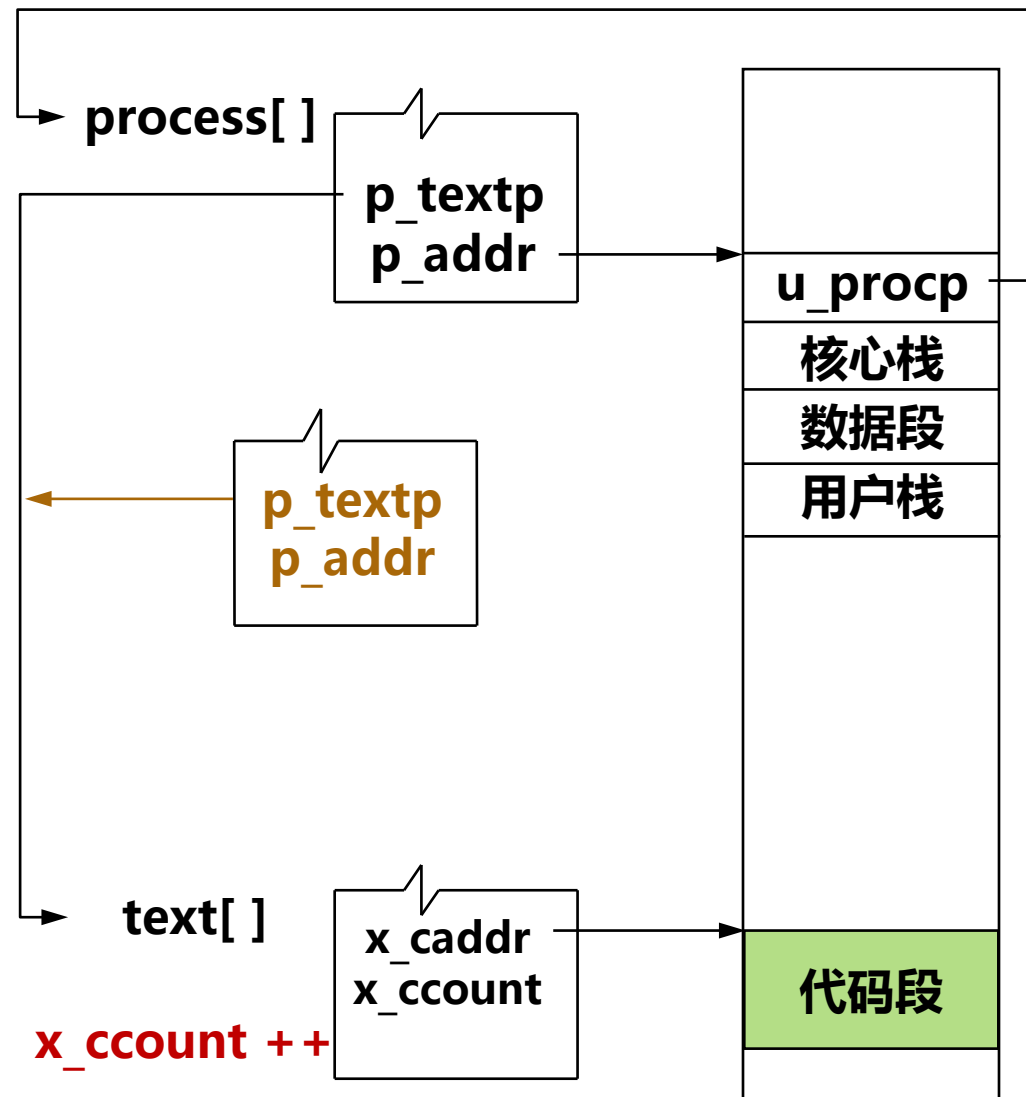 process[ ]
p_textp
p_addr
u_procp
核心栈
数据段
用户栈
p_textp
p_addr
text[ ]
x_caddr
x_ccount
代码段
x_ccount ++